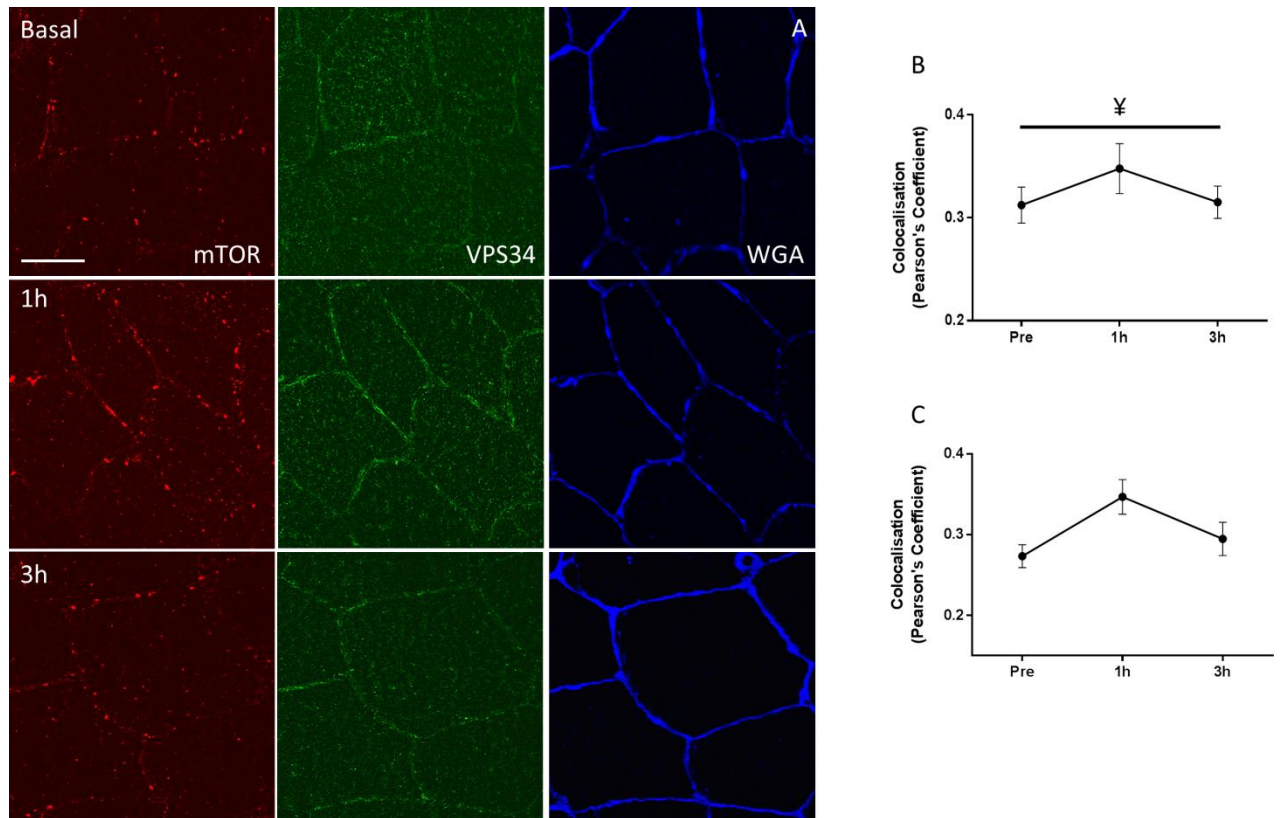 Basal
A
mTOR
VPS34
WGA
1h
3h
B
¥
0.4
0.3
0.2
Colocalisation
(Pearson's Coefficient)
Pre 1h 3h
C
0.4
0.3
0.2
Colocalisation
(Pearson's Coefficient)
Pre 1h 3h